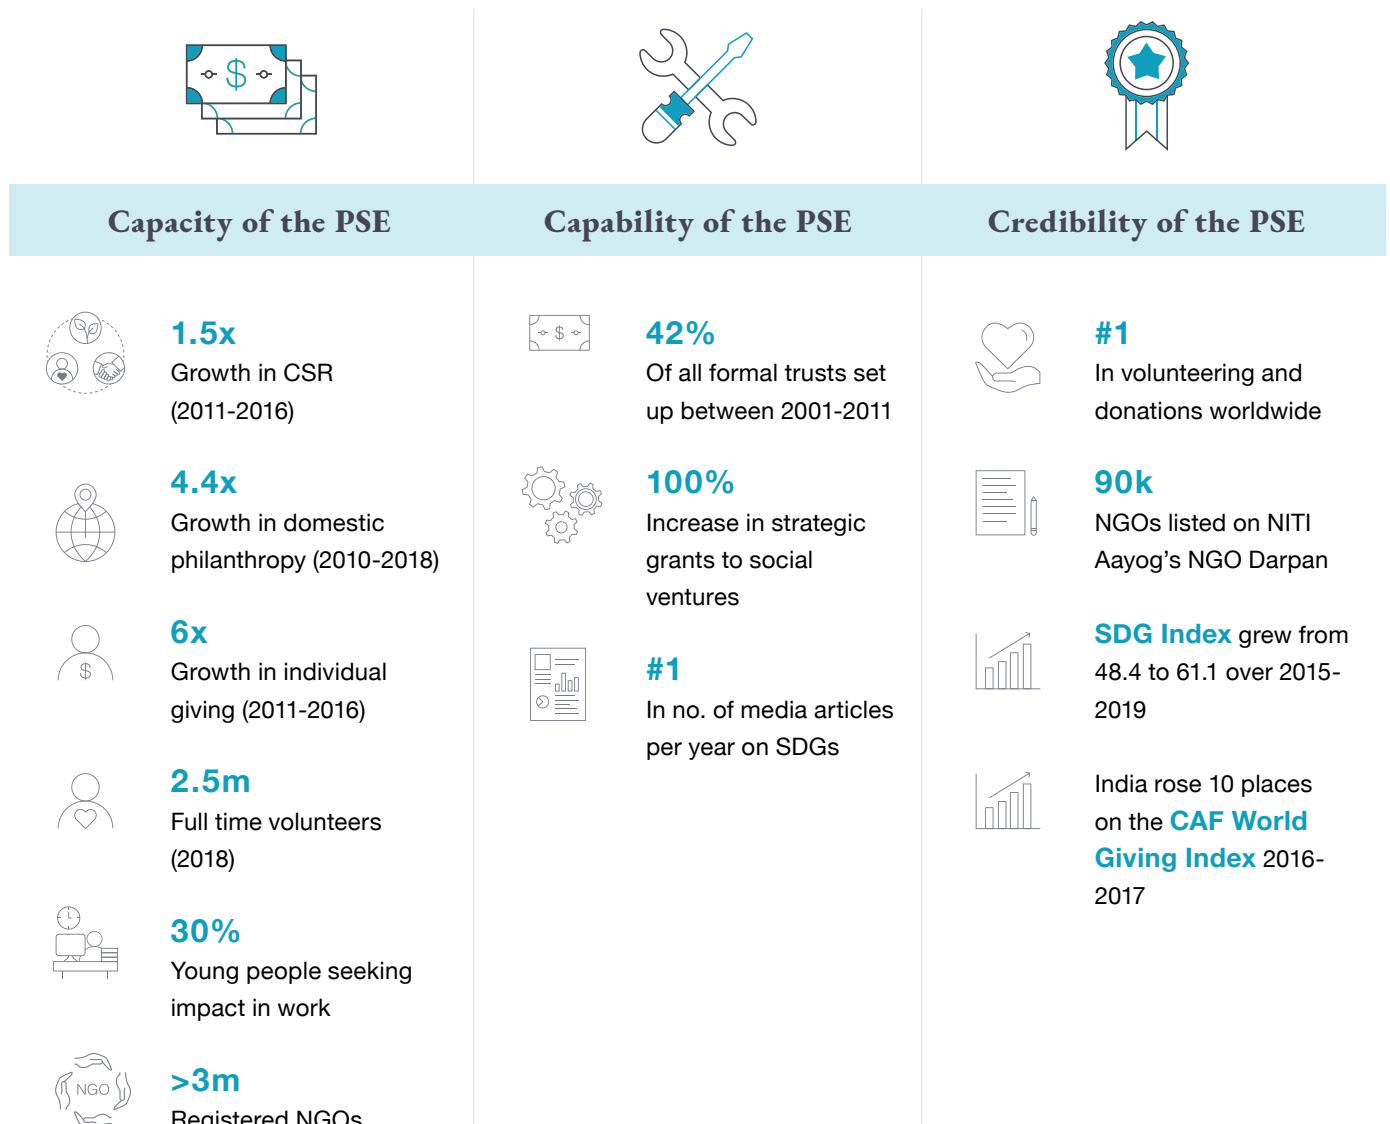 $
Capacity of the PSE
Capability of the PSE
Credibility of the PSE
1.5x
Growth in CSR
(2011-2016)
4.4x
Growth in domestic
philanthropy (2010-2018)
$
6x
Growth in individual
giving (2011-2016)
2.5m
Full time volunteers
(2018)
30%
Young people seeking
impact in work
NGO
>3m
Registered NGOs
$
42%
Of all formal trusts set
up between 2001-2011
100%
Increase in strategic
grants to social
ventures
#1
In no. of media articles
per year on SDGs
#1
In volunteering and
donations worldwide
90k
NGOs listed on NITI
Aayog’s NGO Darpan
SDG Index grew from
48.4 to 61.1 over 2015-
2019
India rose 10 places
on the CAF World
Giving Index 2016-
2017